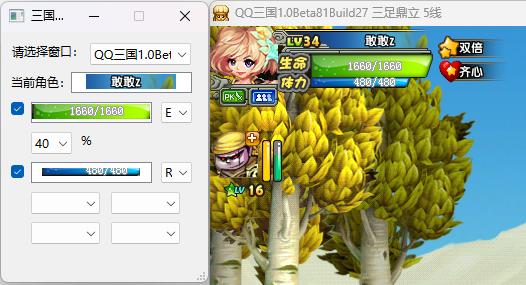 三国...
请选择窗口：
QQ三国1.0Bet
当前角色：
敢敢z
1660/1660
E
40
%
480/480
R
QQ三国1.0Beta81Build27 三足鼎立 5线
LV34
敢敢z
生命
1660/1660
体力
480/480
PK
双倍
齐心
LV 16